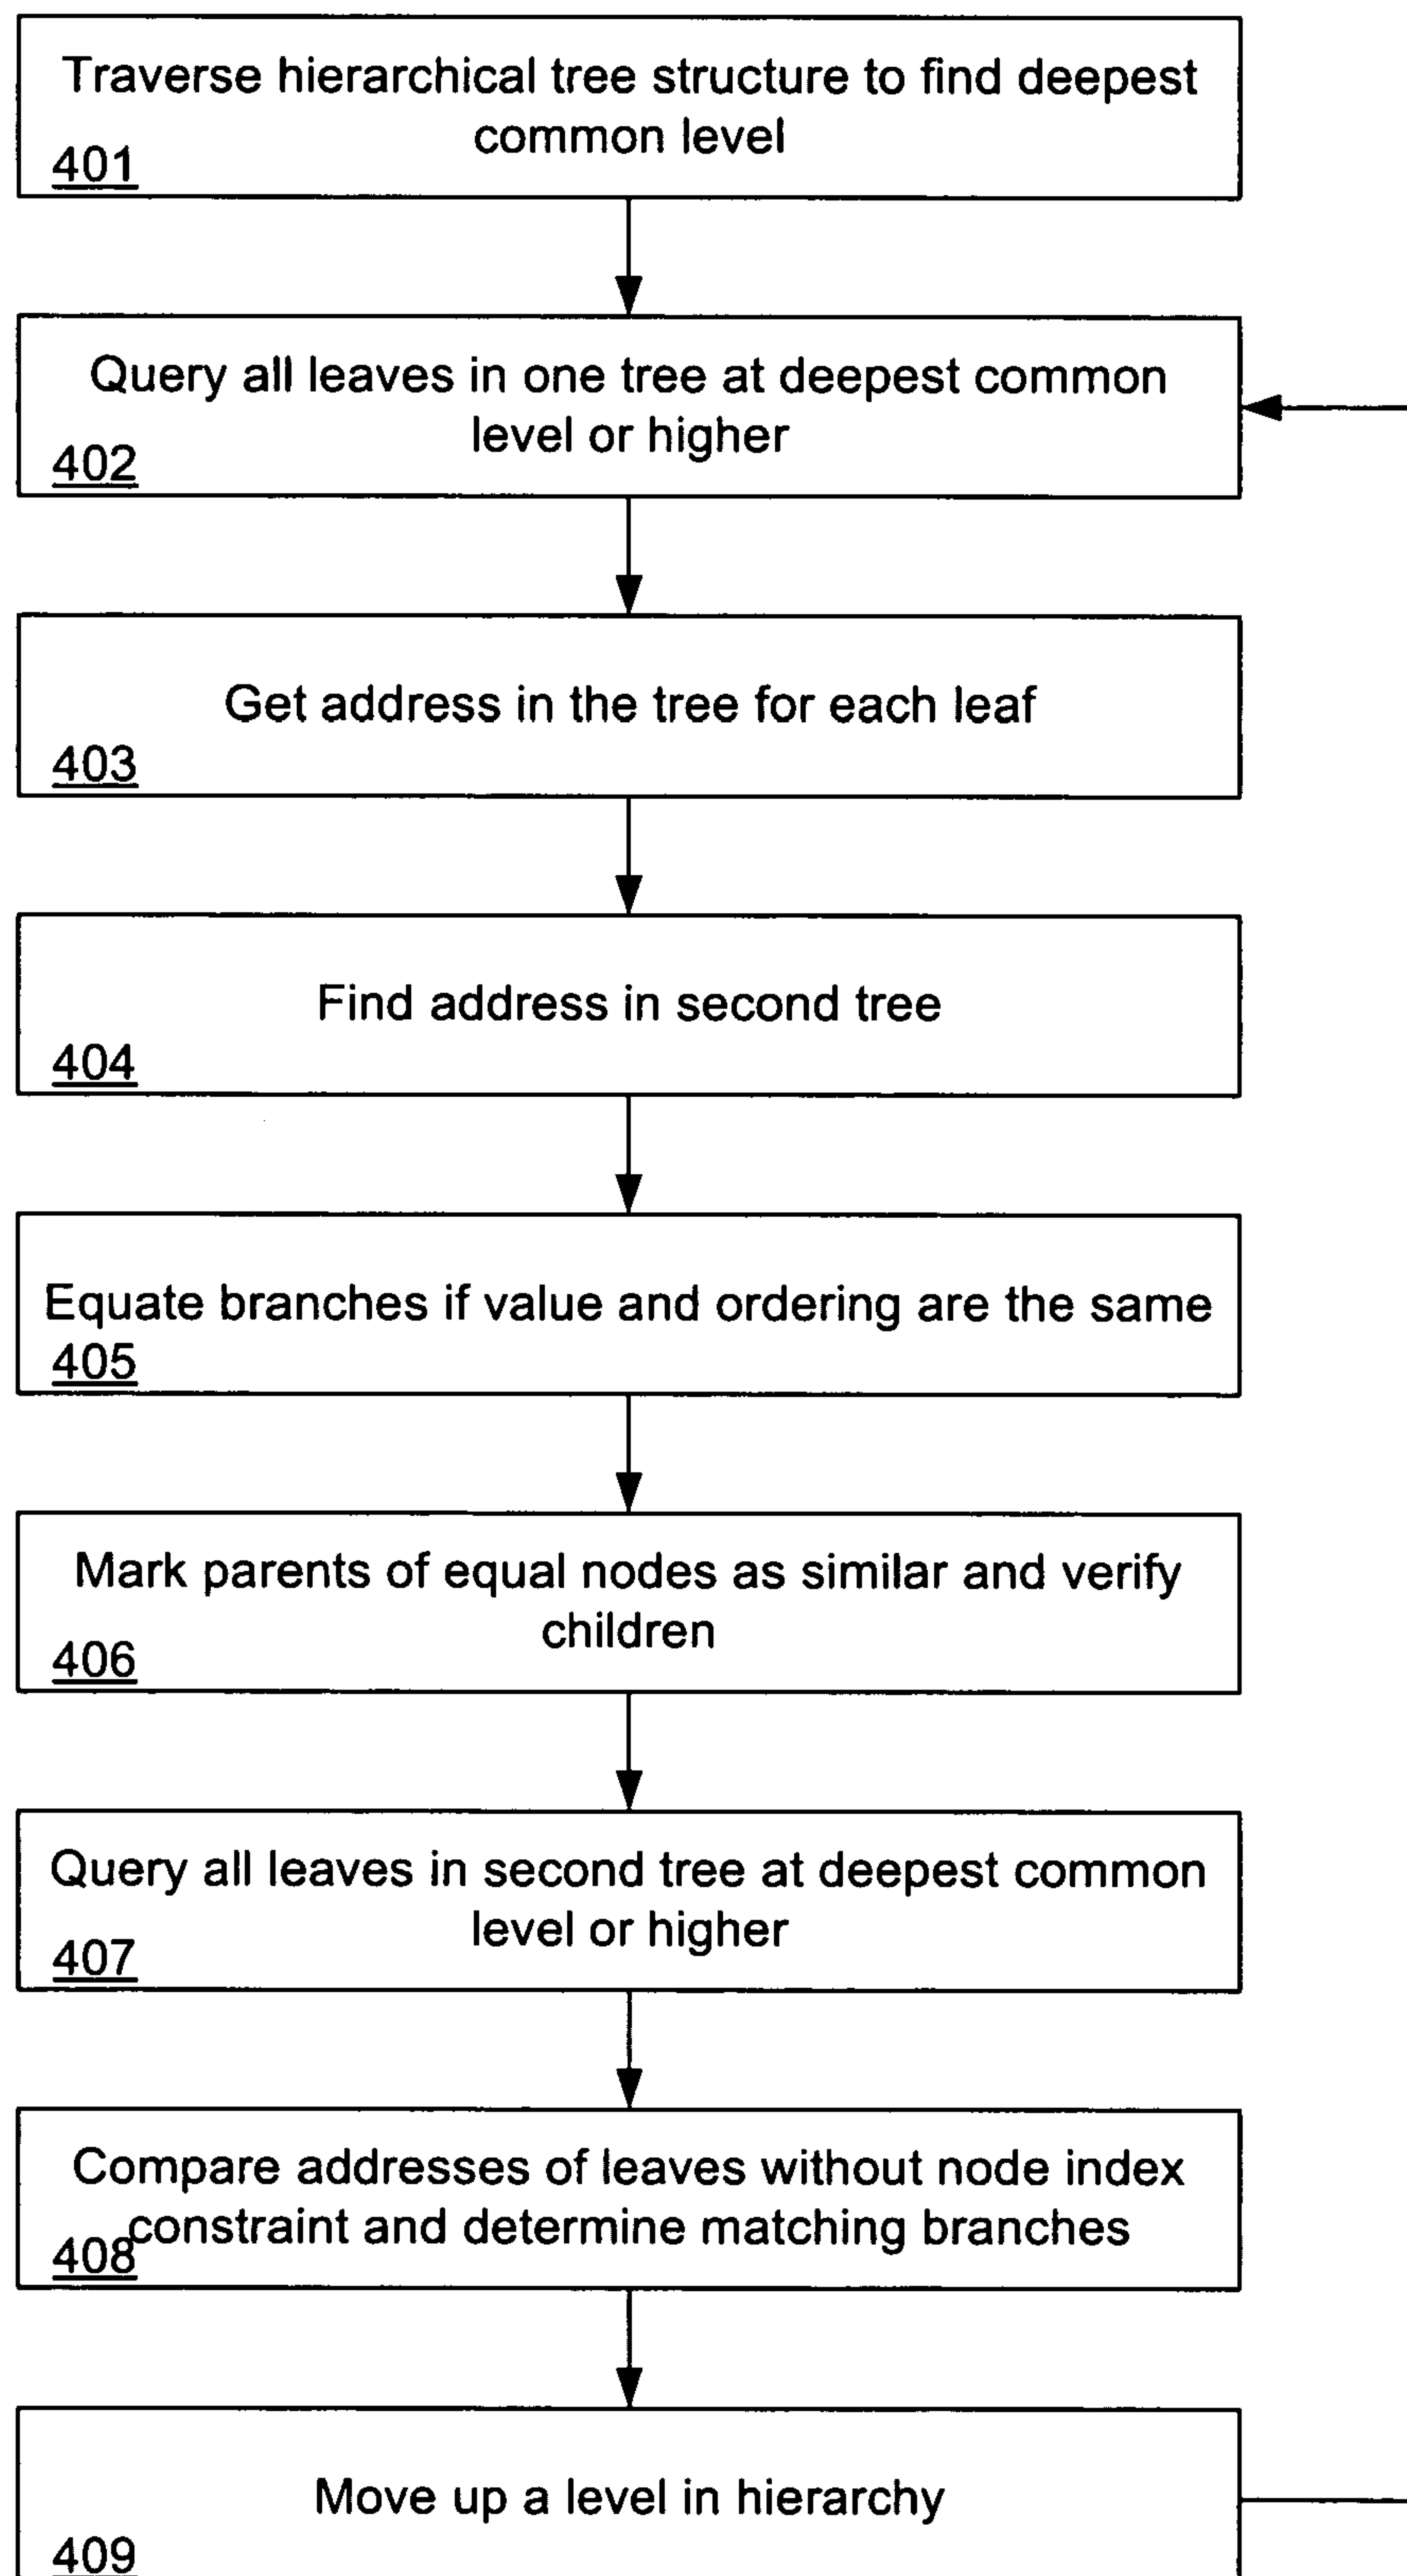 Traverse hierarchical tree structure to find deepest
common level
401
Query all leaves in one tree at deepest common
level or higher
402
Get address in the tree for each leaf
403
Find address in second tree
404
Equate branches if value and ordering are the same
405
Mark parents of equal nodes as similar and verify
children
406
Query all leaves in second tree at deepest common
level or higher
407
Compare addresses of leaves without node index
constraint and determine matching branches
408
Move up a level in hierarchy
409